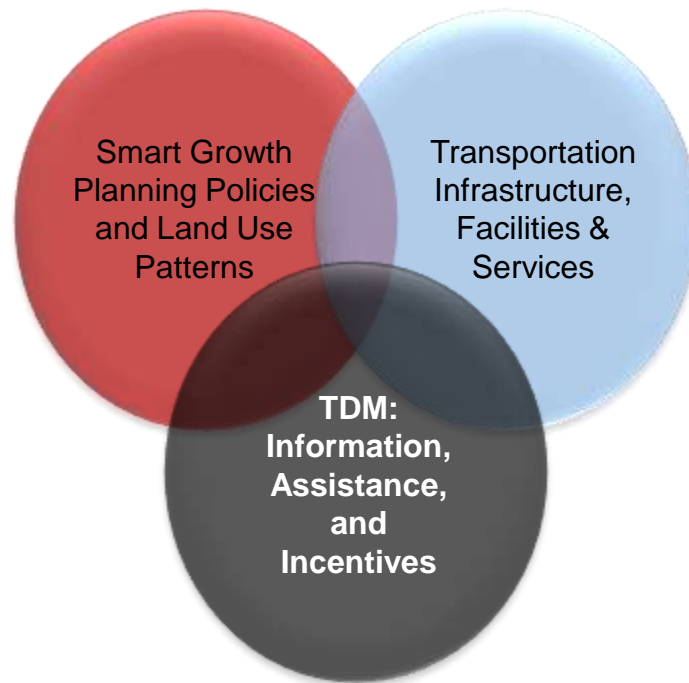 Smart Growth
Planning Policies
and Land Use
Patterns
Transportation
Infrastructure,
Facilities &
Services
TDM:
Information,
Assistance,
and
Incentives